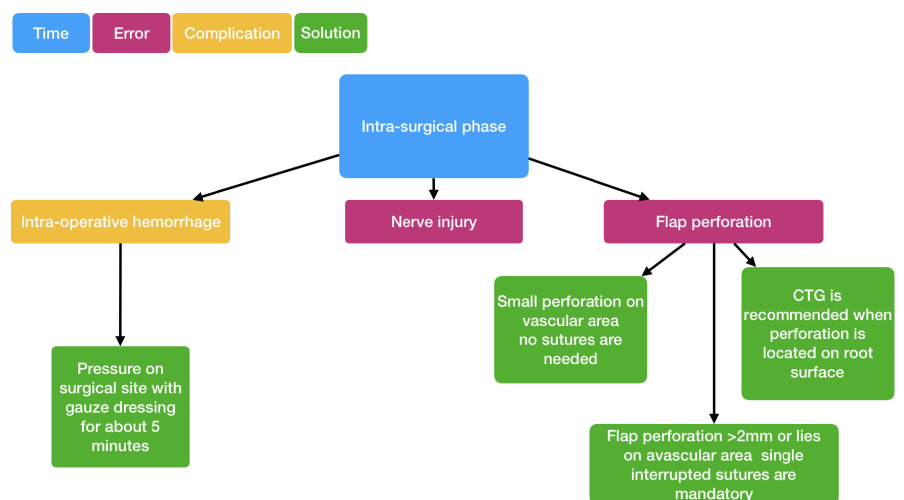 Time
Error
Complication
Solution
Intra-surgical phase
Intra-operative hemorrhage
Nerve injury
Flap perforation
Small perforation on
vascular area
no sutures are
needed
CTG is
recommended when
perforation is
located on root
surface
Pressure on
surgical site with
gauze dressing
for about 5
minutes
Flap perforation >2mm or lies
on avascular area  single
interrupted sutures are
mandatory